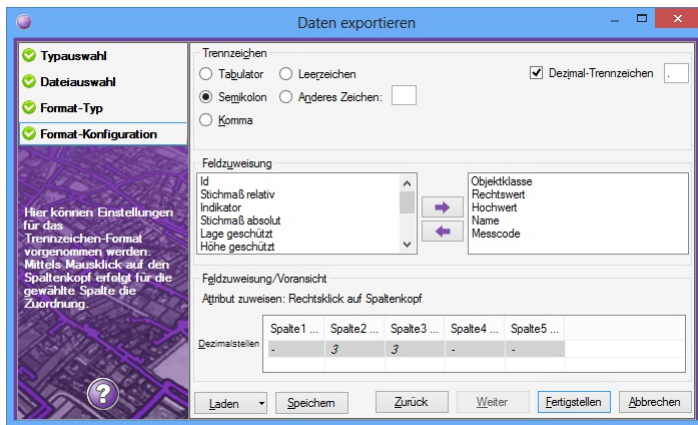 Daten exportieren
Typauswahl
Dateiauswahl
Format-Typ
Format-Konfiguration
Hier können Einstellungen
für das
Trennzeichen-Format
vorgenommen werden.
Mittels Mausklick auf den
Spaltenkopf erfolgt für die
gewählte Spalte die
Zuordnung.
?
Trennzeichen
Tabulator
Leerzeichen
Dezimal-Trennzeichen .
Semikolon
Anderes Zeichen:
Komma
Feldzuweisung
Id
Stichmaß relativ
Indikator
Stichmaß absolut
Lage geschützt
Höhe geschützt
Objektklasse
Rechtswert
Hochwert
Name
Messcode
Feldzuweisung/Voransicht
Attribut zuweisen: Rechtsklick auf Spaltenkopf
Spalte1 ... Spalte2 ... Spalte3 ... Spalte4 ... Spalte5 ...
Dezimalstellen - 3 3 - -
Laden
Speichern
Zurück
Weiter
Fertigstellen
Abbrechen